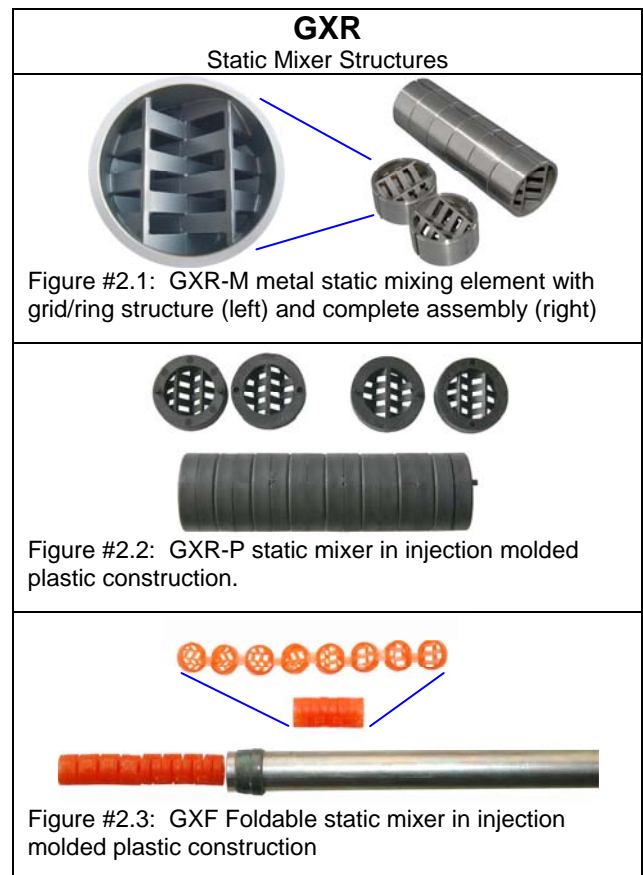 GXR
Static Mixer Structures
Figure #2.1: GXR-M metal static mixing element with
grid/ring structure (left) and complete assembly (right)
Figure #2.2: GXR-P static mixer in injection molded
plastic construction.
Figure #2.3: GXF Foldable static mixer in injection
molded plastic construction